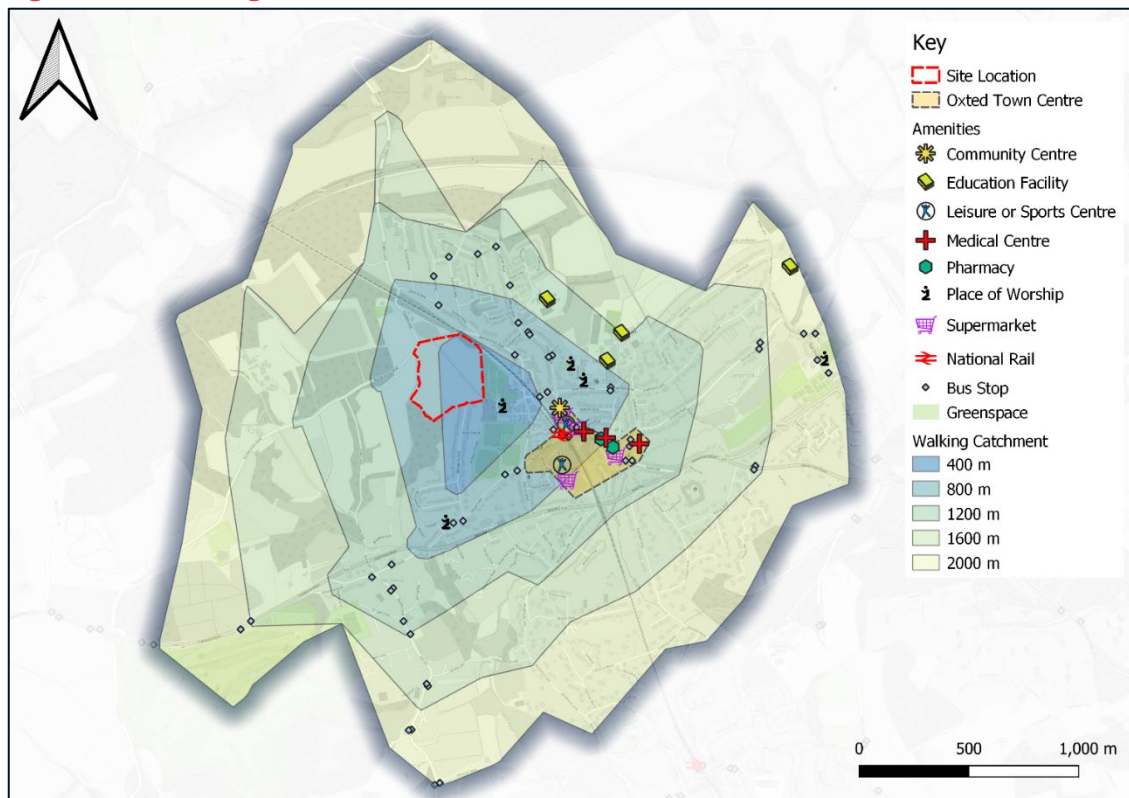 Key
Site Location
Oxted Town Centre
Amenities
Community Centre
Education Facility
Leisure or Sports Centre
Medical Centre
Pharmacy
Place of Worship
Supermarket
National Rail
Bus Stop
Greenspace
Walking Catchment
400 m
800 m
1200 m
1600 m
2000 m
0 500 1,000 m